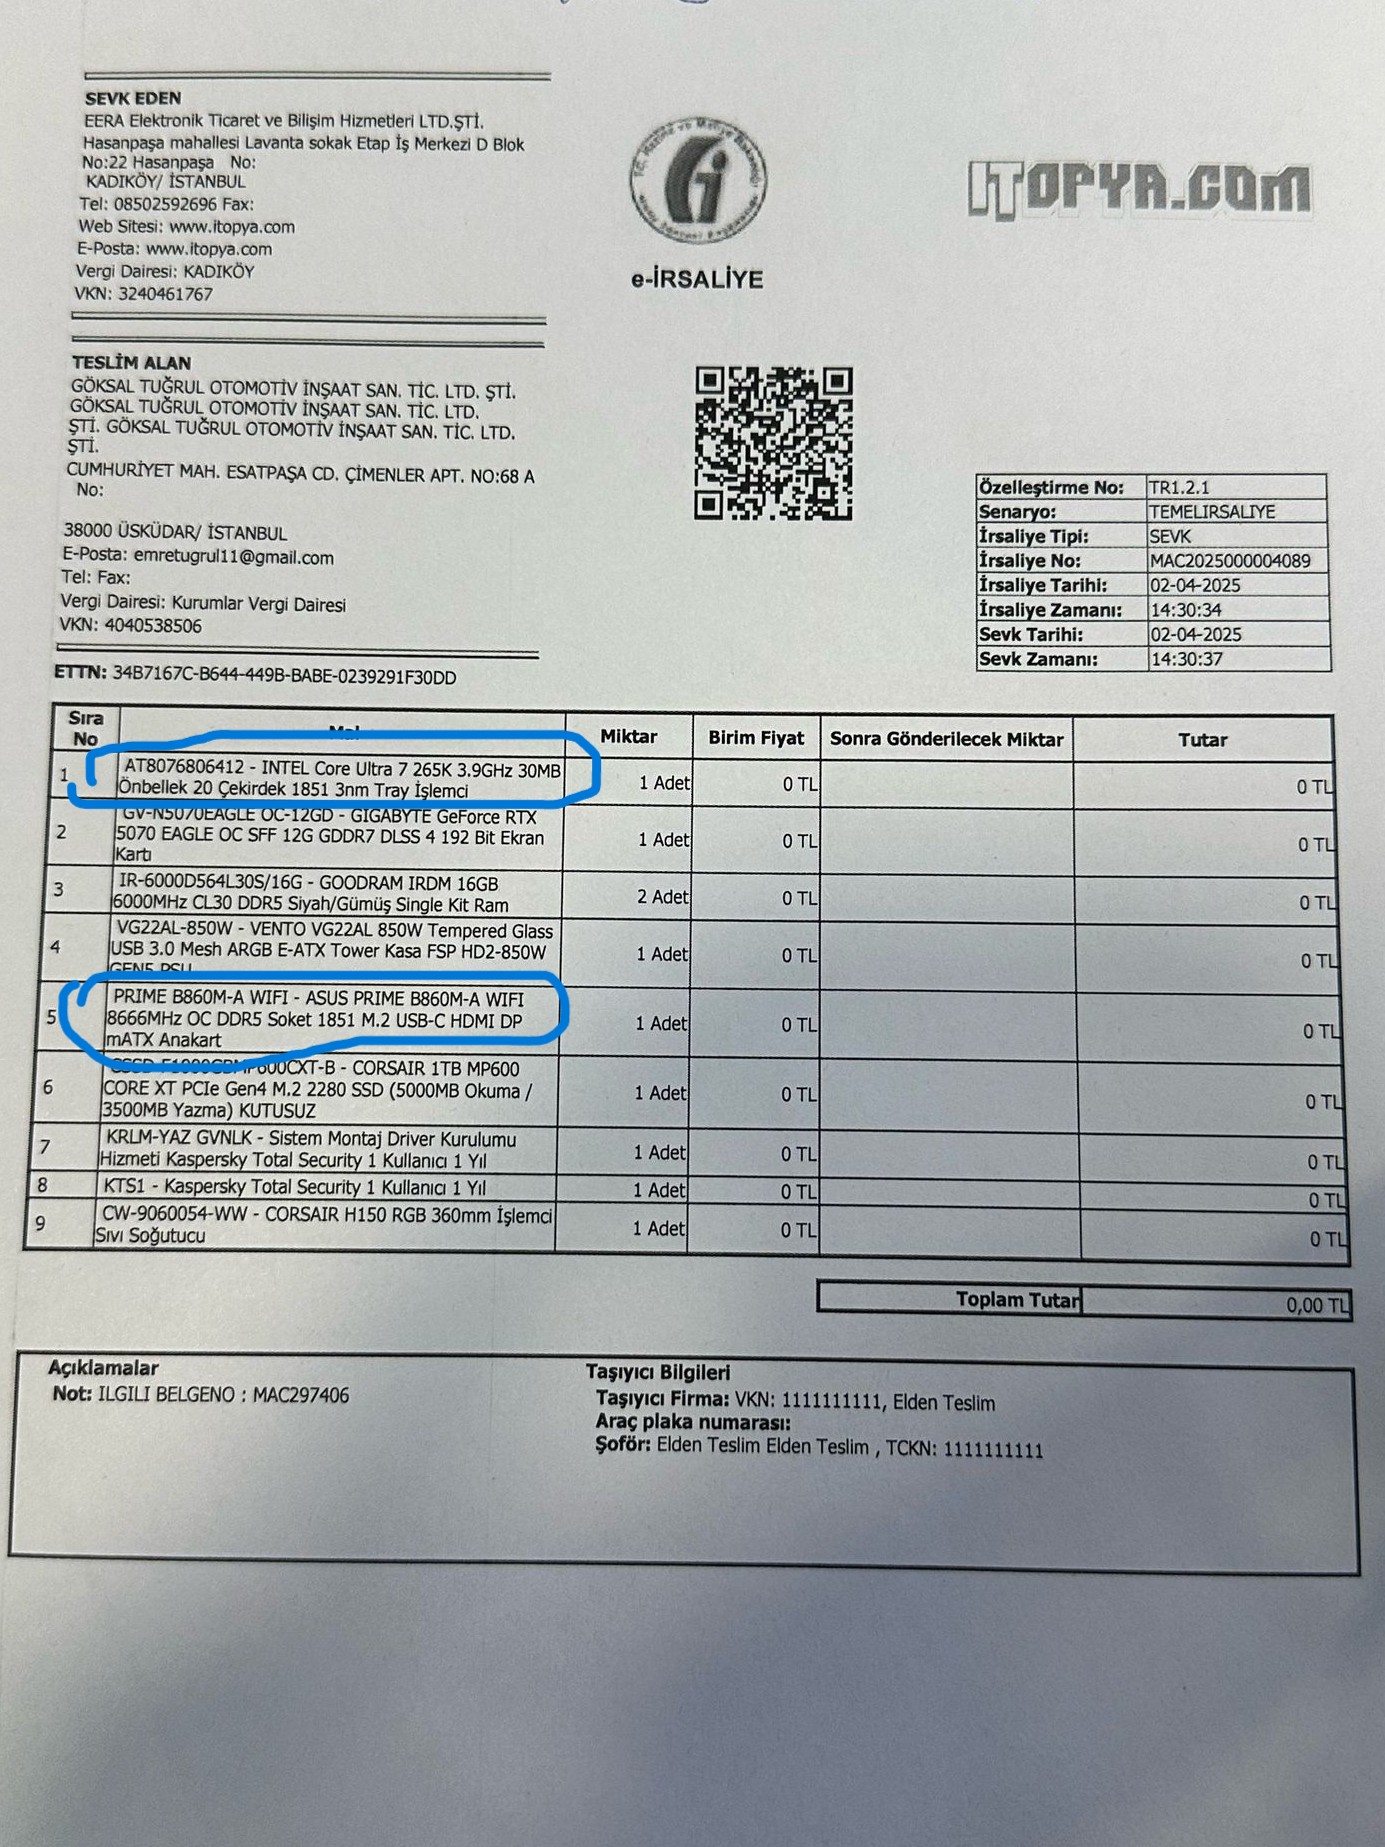 SEVK EDEN
EERA Elektronik Ticaret ve Bilişim Hizmetleri LTD.ŞTİ.
Hasanpaşa mahallesi Lavanta sokak Etap İş Merkezi D Blok
No:22 Hasanpaşa No:
KADIKÖY/ İSTANBUL
Tel: 08502592696 Fax:
Web Sitesi: www.itopya.com
E-Posta: www.itopya.com
Vergi Dairesi: KADIKÖY
VKN: 3240461767
e-İRSALİYE
ITOPYA.COM
TESLİM ALAN
GÖKSAL TUĞRUL OTOMOTİV İNŞAAT SAN. TİC. LTD. ŞTİ.
GÖKSAL TUĞRUL OTOMOTİV İNŞAAT SAN. TİC. LTD.
ŞTİ. GÖKSAL TUĞRUL OTOMOTİV İNŞAAT SAN. TİC. LTD.
ŞTİ.
CUMHURİYET MAH. ESATPAŞA CD. ÇİMENLER APT. NO:68 A
No:
38000 ÜSKÜDAR/ İSTANBUL
E-Posta: emretugrul11@gmail.com
Tel: Fax:
Vergi Dairesi: Kurumlar Vergi Dairesi
VKN: 4040538506
Özelleştirme No: TR1.2.1
Senaryo: TEMELIRSALIYE
İrsaliye Tipi: SEVK
İrsaliye No: MAC2025000004089
İrsaliye Tarihi: 02-04-2025
İrsaliye Zamanı: 14:30:34
Sevk Tarihi: 02-04-2025
Sevk Zamanı: 14:30:37
ETTN: 34B7167C-B644-449B-BABE-0239291F30DD
Sıra
No Miktar Birim Fiyat Sonra Gönderilecek Miktar Tutar
1 AT8076806412 - INTEL Core Ultra 7 265K 3.9GHz 30MB
Önbellek 20 Çekirdek 1851 3nm Tray İşlemci 1 Adet 0 TL 0 TL
GV-N5070EAGLE OC-12GD - GIGABYTE GeForce RTX
2 5070 EAGLE OC SFF 12G GDDR7 DLSS 4 192 Bit Ekran 1 Adet 0 TL 0 TL
Kartı
3 IR-6000D564L30S/16G - GOODRAM IRDM 16GB
6000MHz CL30 DDR5 Siyah/Gümüş Single Kit Ram 2 Adet 0 TL 0 TL
VG22AL-850W - VENTO VG22AL 850W Tempered Glass
4 USB 3.0 Mesh ARGB E-ATX Tower Kasa FSP HD2-850W 1 Adet 0 TL 0 TL
GEN5 PSU
PRIME B860M-A WIFI - ASUS PRIME B860M-A WIFI
5 8666MHz OC DDR5 Soket 1851 M.2 USB-C HDMI DP 1 Adet 0 TL 0 TL
mATX Anakart
- CORSAIR 1TB MP600
6 CORE XT PCIe Gen4 M.2 2280 SSD (5000MB Okuma / 1 Adet 0 TL 0 TL
3500MB Yazma) KUTUSUZ
7 KRLM-YAZ GVNLK - Sistem Montaj Driver Kurulumu
Hizmeti Kaspersky Total Security 1 Kullanıcı 1 Yıl 1 Adet 0 TL 0 TL
8 KTS1 - Kaspersky Total Security 1 Kullanıcı 1 Yıl 1 Adet 0 TL 0 TL
9 CW-9060054-WW - CORSAIR H150 RGB 360mm İşlemci
Sıvı Soğutucu 1 Adet 0 TL 0 TL
Toplam Tutar 0,00 TL
Açıklamalar
Not: ILGILI BELGENO : MAC297406
Taşıyıcı Bilgileri
Taşıyıcı Firma: VKN: 1111111111, Elden Teslim
Araç plaka numarası:
Şoför: Elden Teslim Elden Teslim , TCKN: 1111111111